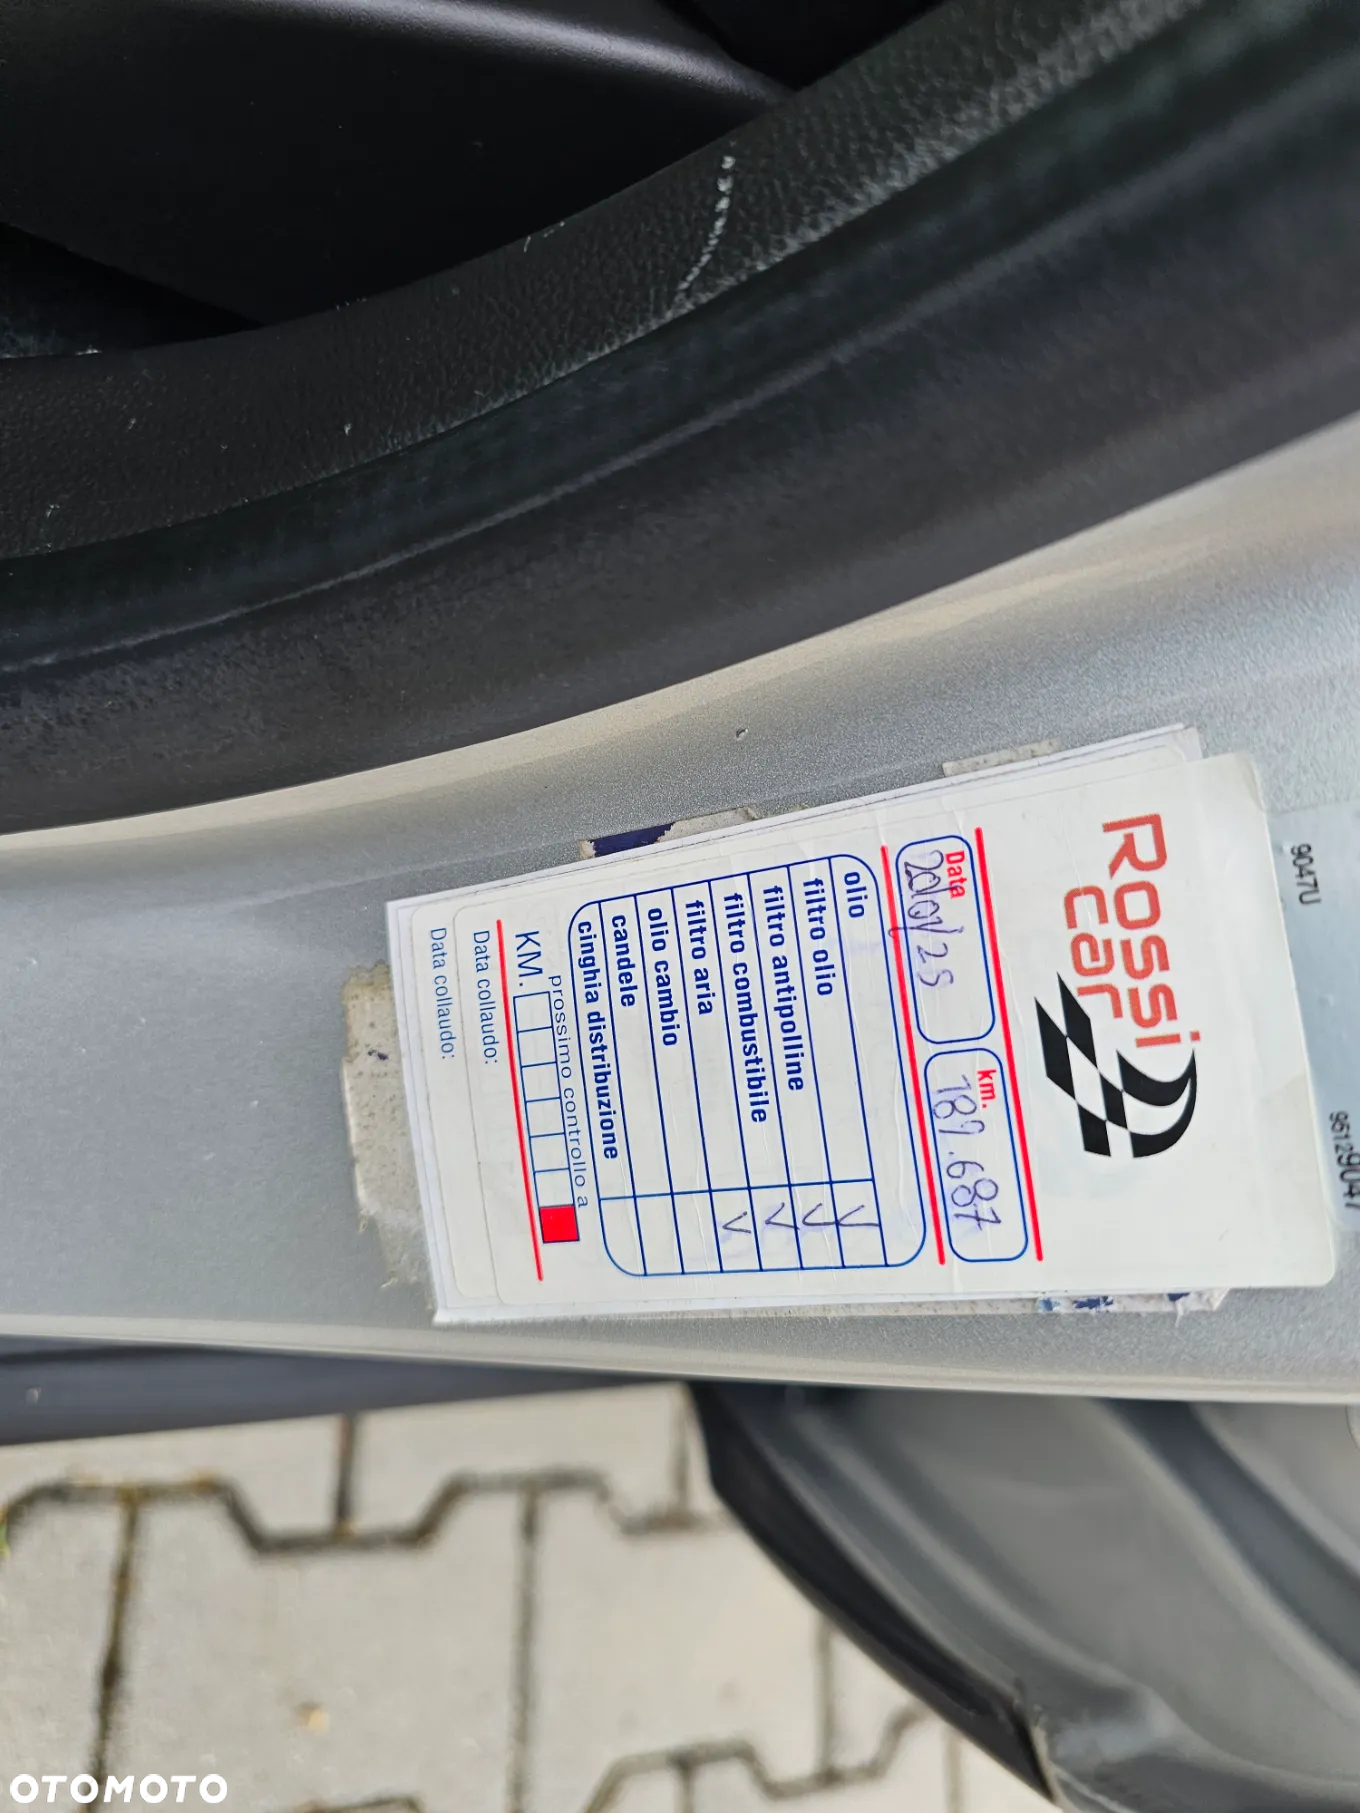 Rossi
car
Data
20/01/25
km.
189.687
olio V
filtro olio V
filtro antipolline V
filtro combustibile V
filtro aria
olio cambio
candele
cinghia distribuzione
prossimo controllo a
KM.
Data collaudo:
Data collaudo:
9047U
OTOMOTO